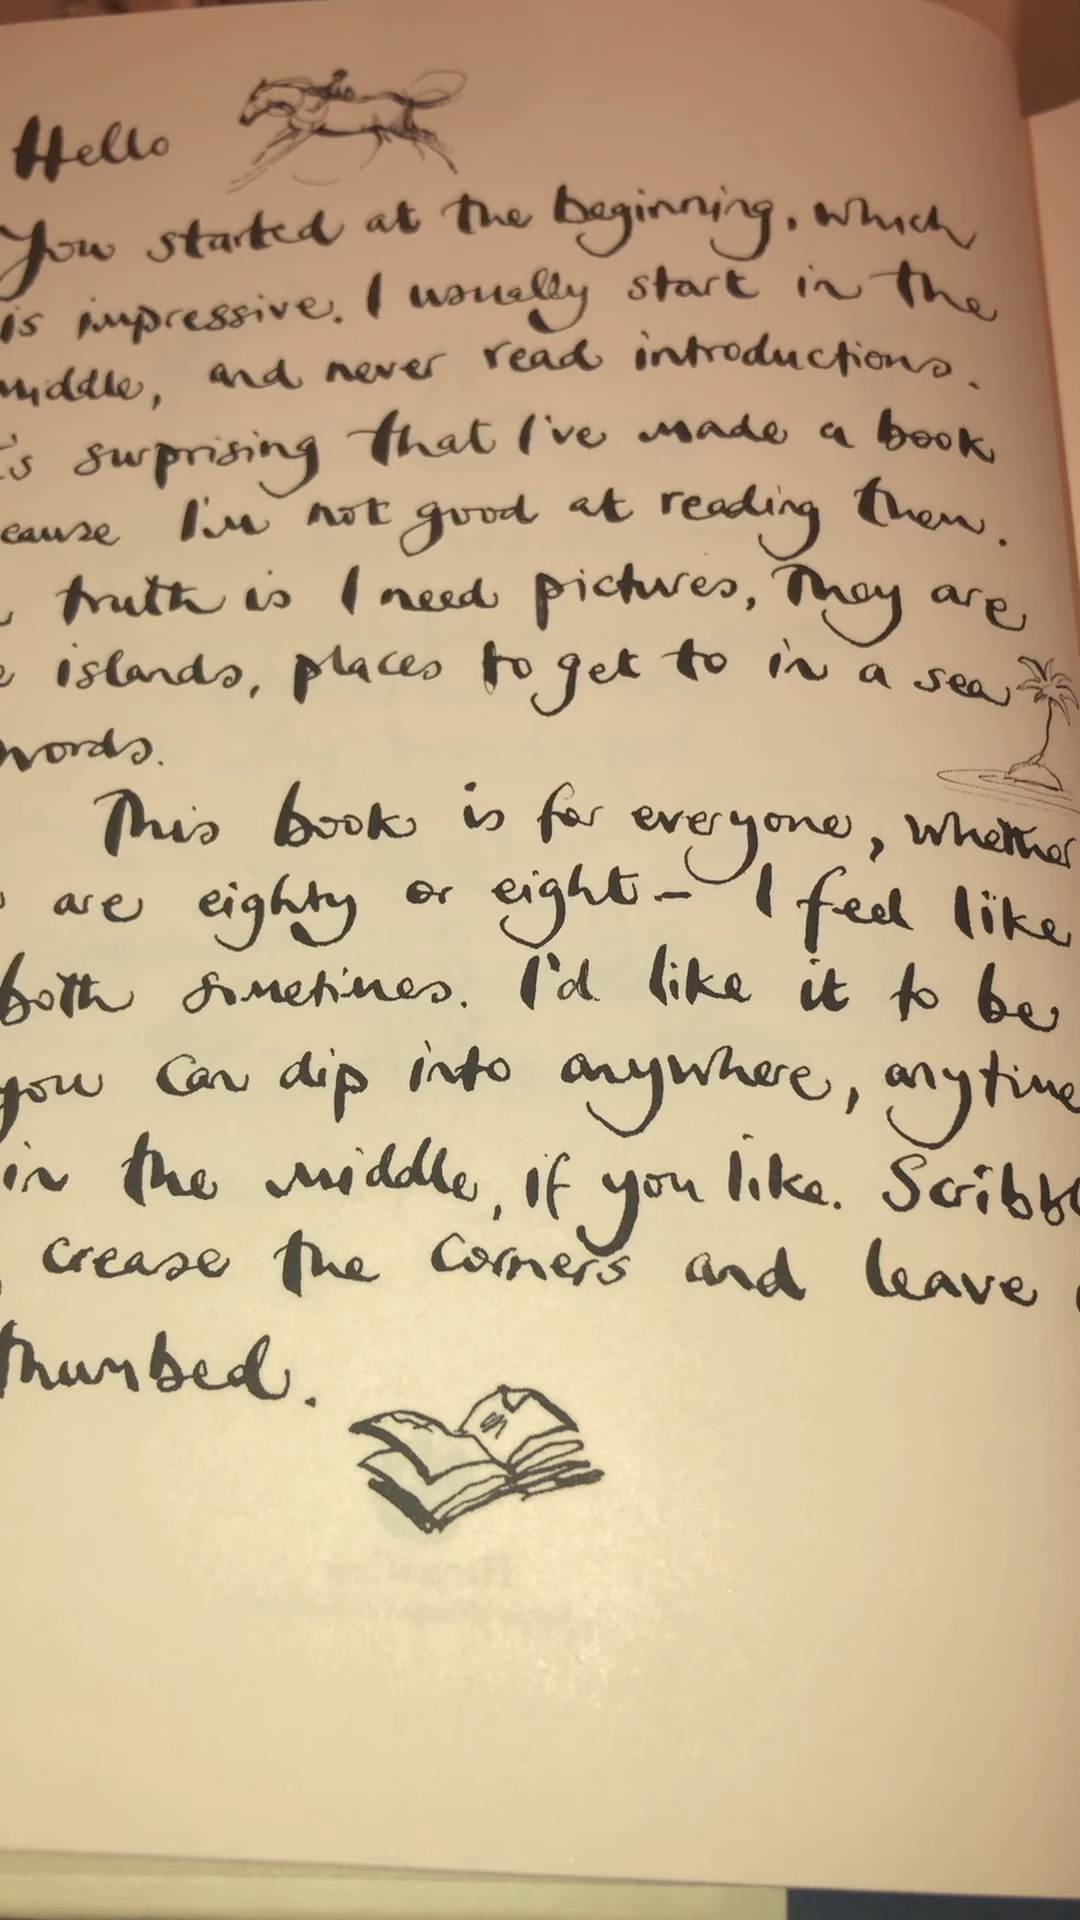 Hello
You started at the beginning, which
is impressive. I usually start in the
middle, and never read introductions.
's surprising that I've made a book
cause I'm not good at reading them.
truth is I need pictures, They are
islands, places to get to in a sea
words.
This book is for everyone, whether
are eighty or eight - I feel like
both sometimes. I'd like it to be
you can dip into anywhere, anytime
in the middle, if you like. Scribbl
crease the corners and leave
thumbed.